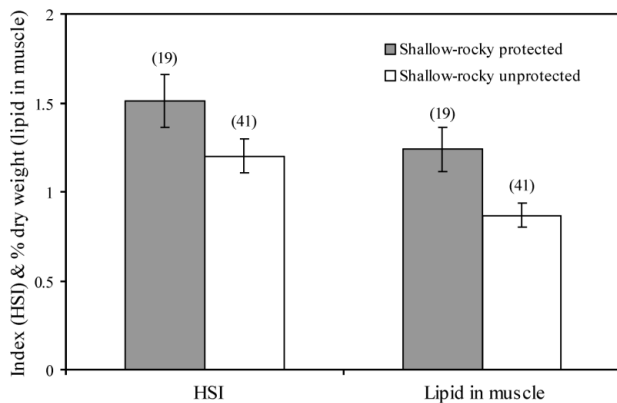 Index (HSI) & % dry weight (lipid in muscle)
2
1.5
1
0.5
0
Shallow-rocky protected
Shallow-rocky unprotected
(19)
(41)
(19)
(41)
HSI
Lipid in muscle